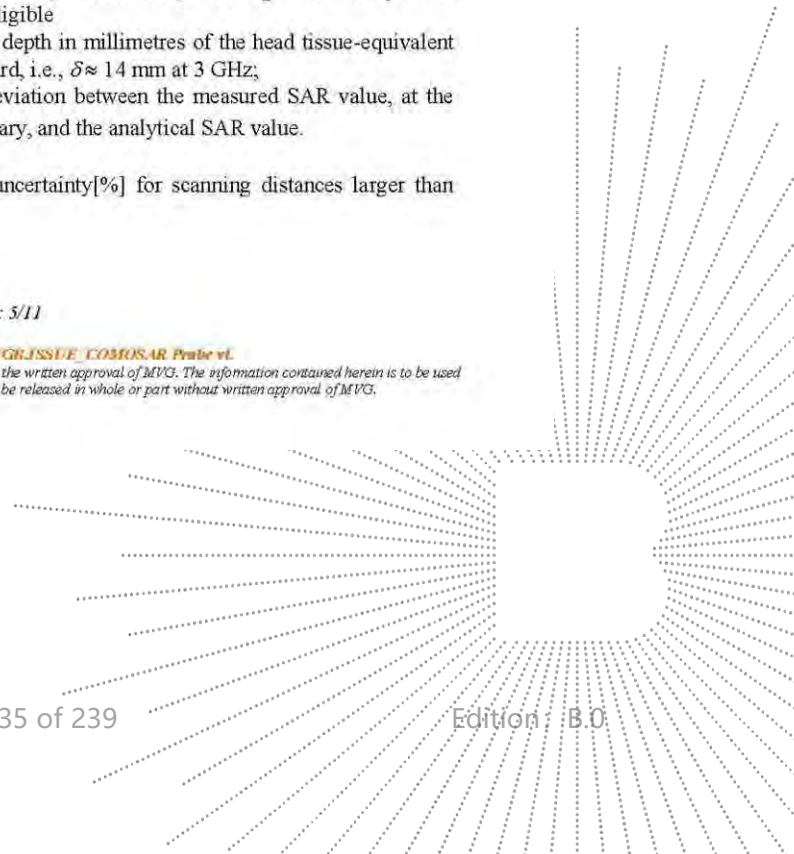 ligible
depth in millimetres of the head tissue-equivalent
rd, i.e., δ≈ 14 mm at 3 GHz;
eviation between the measured SAR value, at the
ary, and the analytical SAR value.
uncertainty[%] for scanning distances larger than
: 5/11
GB.ISSUE_COMOSAR Probe vL
the written approval of MVG. The information contained herein is to be used
be released in whole or part without written approval of MVG.
35 of 239
Edition: B.0